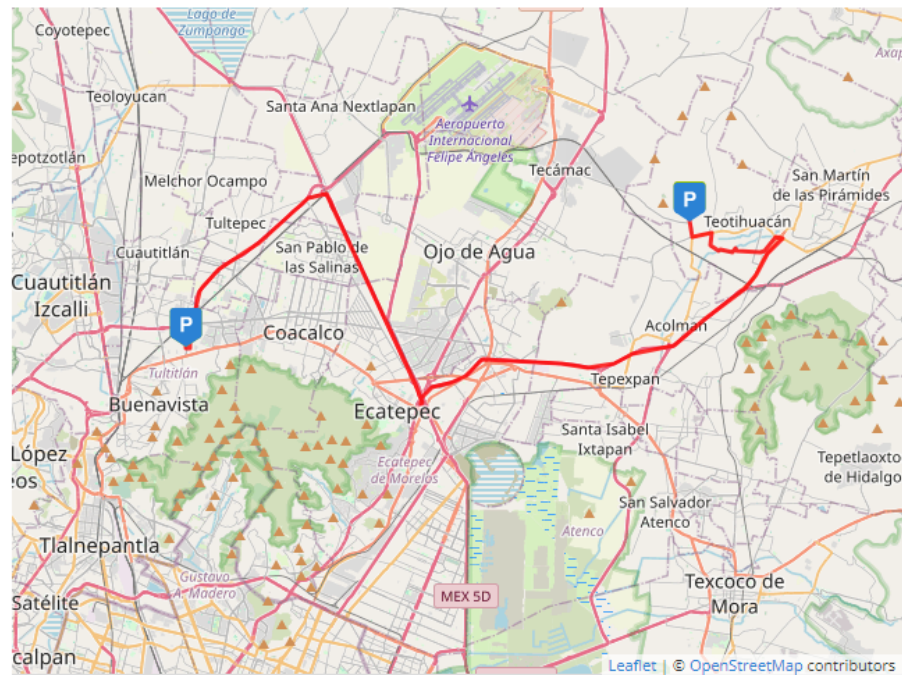 Lago de
Zumpango
Coyotepec
Axap
Teoloyucan
Santa Ana Nextlapan
Aeropuerto
Internacional
Felipe Ángeles
epotzotlán
Tecámac
San Martín
de las Pirámides
Melchor Ocampo
P
Teotihuacán
Tultepec
Cuautitlán
San Pablo de
las Salinas
Ojo de Agua
Cuautitlán
Izcalli
P
Coacalco
Acolman
Tultitlán
Tepexpan
Buenavista
Ecatepec
Santa Isabel
Ixtapan
López
eos
Ecatepec
de Morelos
Tepetlaoxto
de Hidalgo
San Salvador
Atenco
Atenco
Tlalnepantla
Gustavo
A. Madero
Texcoco de
Mora
Satélite
MEX 5D
calpan
Leaflet | © OpenStreetMap contributors